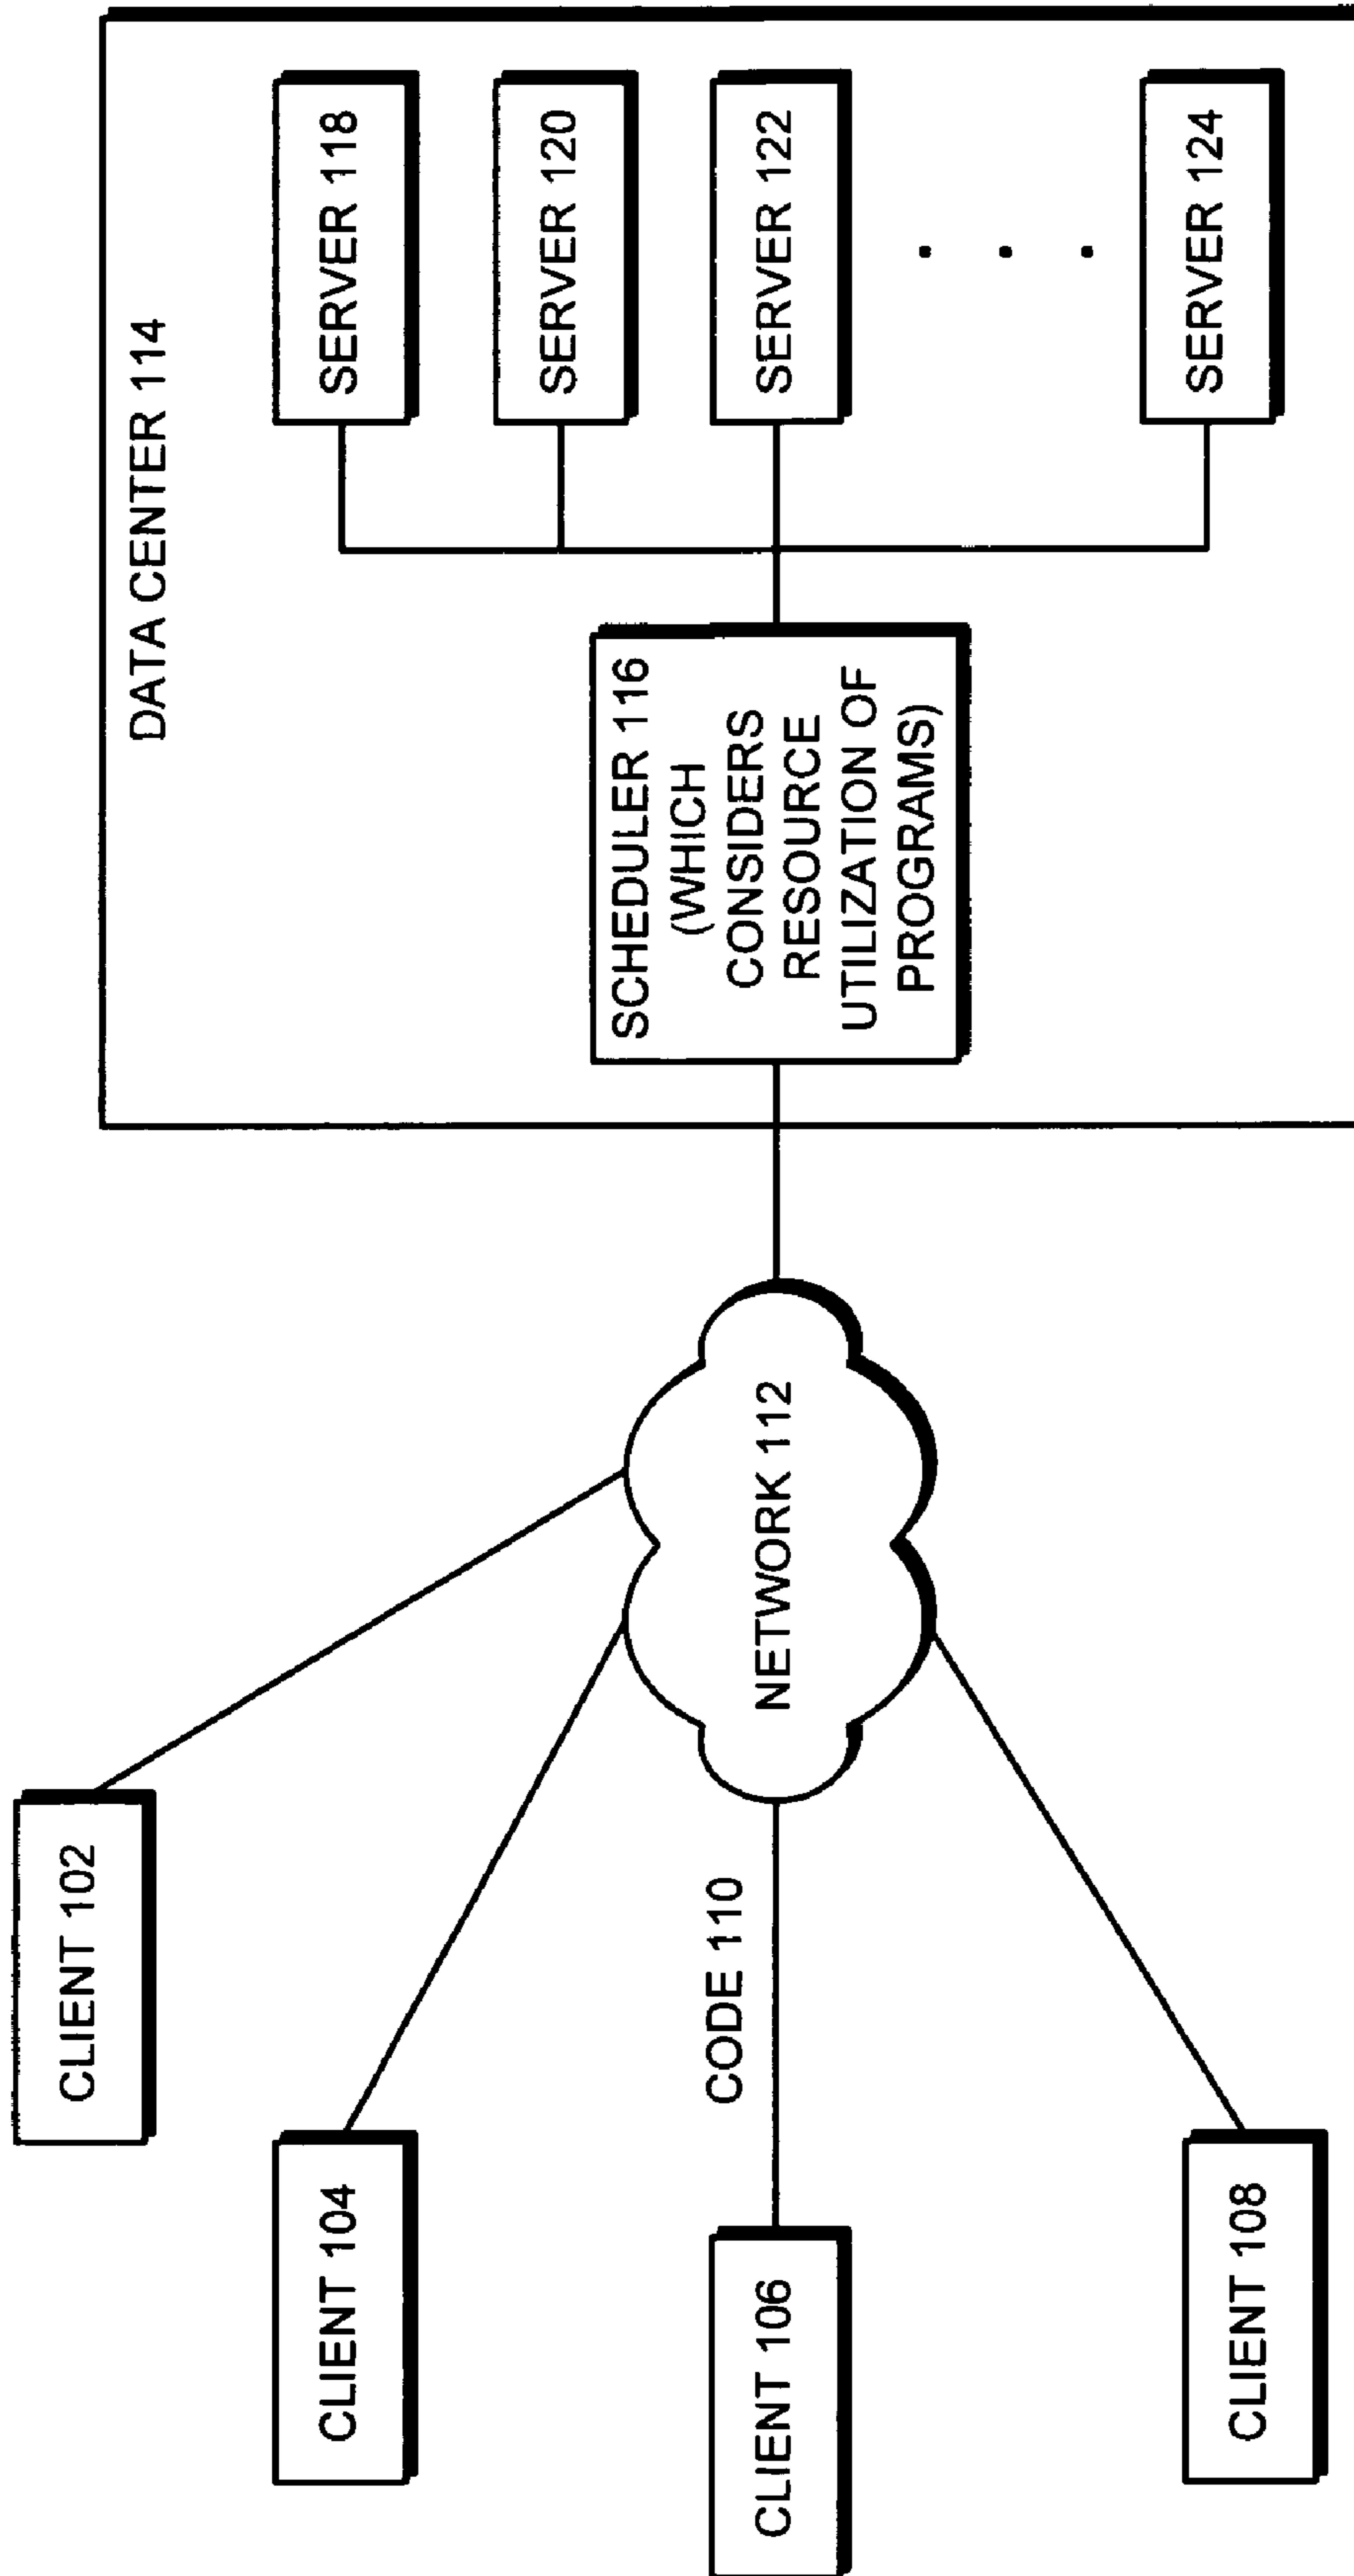 CLIENT 102
CLIENT 104
CLIENT 106
CLIENT 108
CODE 110
NETWORK 112
DATA CENTER 114
SCHEDULER 116
(WHICH
CONSIDERS
RESOURCE
UTILIZATION OF
PROGRAMS)
SERVER 118
SERVER 120
SERVER 122
. . .
SERVER 124